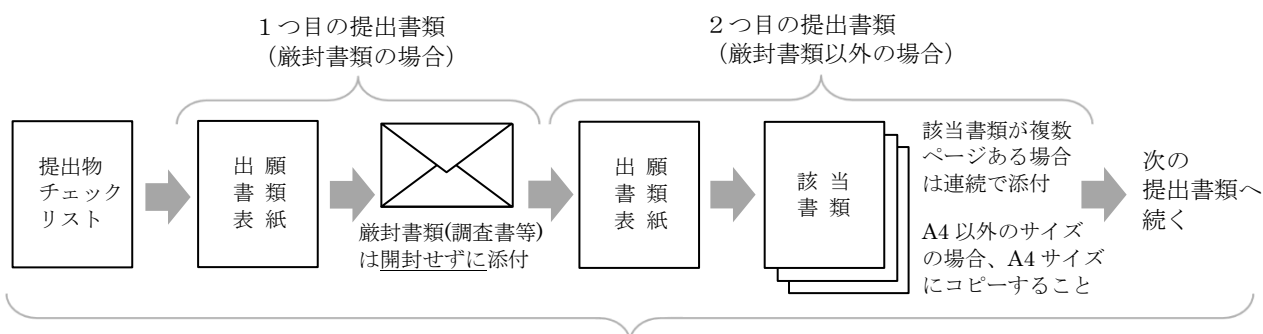 １つ目の提出書類
（厳封書類の場合）
２つ目の提出書類
（厳封書類以外の場合）
提出物
チェック
リスト
出 願
書 類
表 紙
厳封書類(調査書等)
は開封せずに添付
出 願
書 類
表 紙
該 当
書 類
該当書類が複数
ページある場合
は連続で添付
A4 以外のサイズ
の場合、A4 サイズ
にコピーすること
次の
提出書類へ
続く